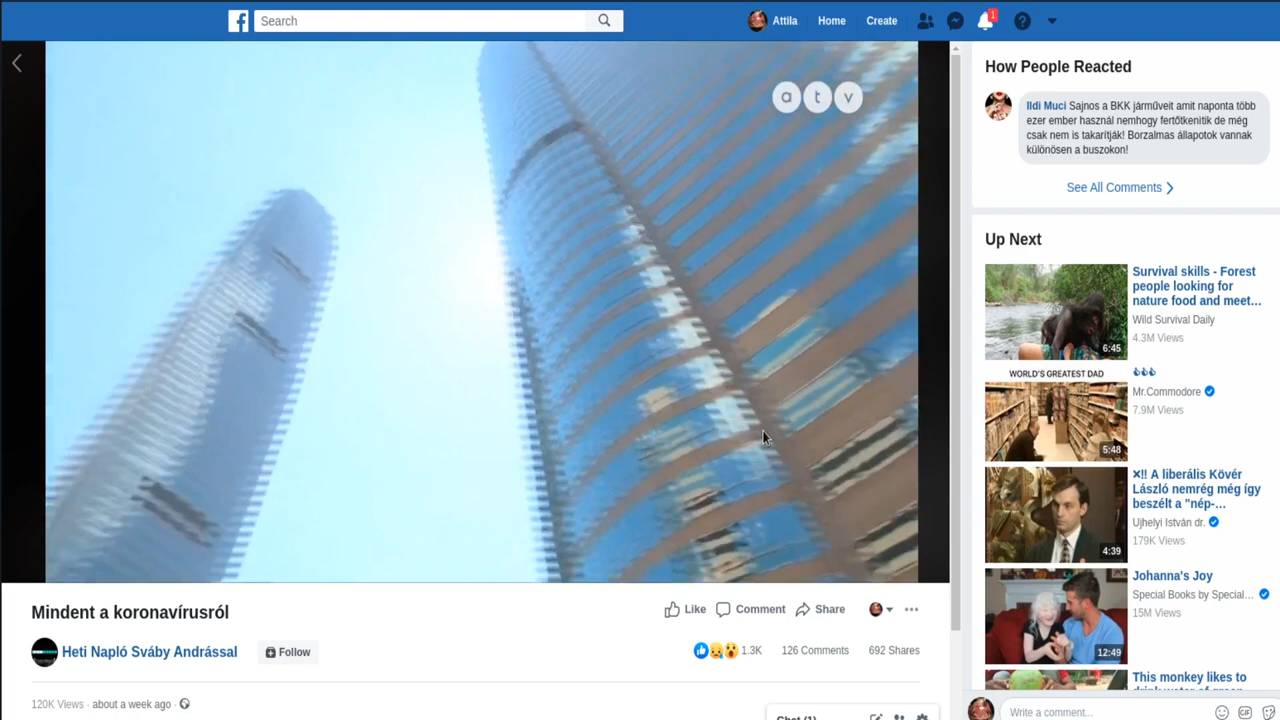 Search
Attila
Home
Create
1
a t v
How People Reacted
Ildi Muci Sajnos a BKK járműveit amit naponta több
ezer ember használ nemhogy fertőtkenitik de még
csak nem is takarítják! Borzalmas állapotok vannak
különösen a buszokon!
See All Comments
Up Next
Survival skills - Forest
people looking for
nature food and meet...
Wild Survival Daily
4.3M Views
6:45
WORLD'S GREATEST DAD
Mr.Commodore
7.9M Views
5:48
A liberális Kövér
László nemrég még így
beszélt a "nép-...
Ujhelyi István dr.
179K Views
4:39
Johanna's Joy
Special Books by Special...
15M Views
12:49
This monkey likes to
Mindent a koronavírusról
Like
Comment
Share
Heti Napló Sváby Andrással
Follow
1.3K
126 Comments
692 Shares
120K Views · about a week ago ·
Chat (1)
Write a comment...
GIF